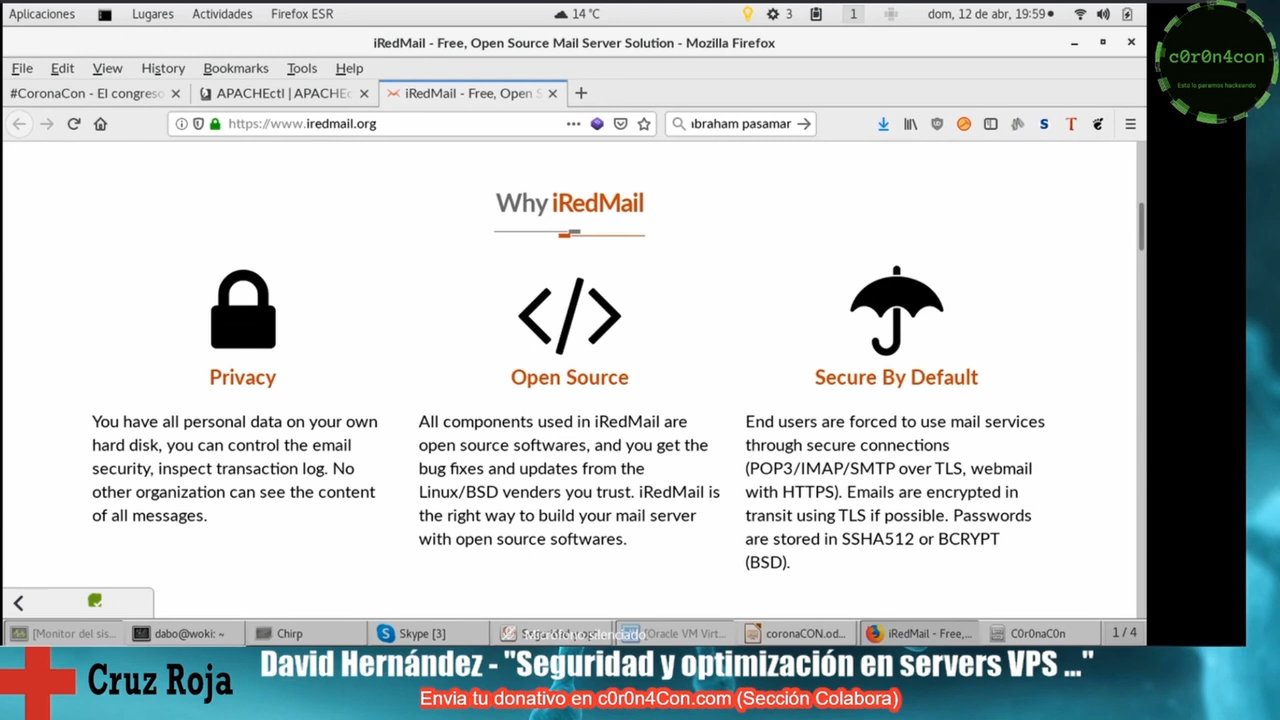 Aplicaciones Lugares Actividades Firefox ESR 14 °C 3 1 dom, 12 de abr, 19:59
iRedMail - Free, Open Source Mail Server Solution - Mozilla Firefox
c0r0n4con
Esto lo paramos hackeando
File Edit View History Bookmarks Tools Help
#CoronaCon - El congreso APACHEctl | APACHEc iRedMail - Free, Open S
https://www.iredmail.org braham pasamar
Why iRedMail
Privacy Open Source Secure By Default
You have all personal data on your own
hard disk, you can control the email
security, inspect transaction log. No
other organization can see the content
of all messages.
All components used in iRedMail are
open source softwares, and you get the
bug fixes and updates from the
Linux/BSD venders you trust. iRedMail is
the right way to build your mail server
with open source softwares.
End users are forced to use mail services
through secure connections
(POP3/IMAP/SMTP over TLS, webmail
with HTTPS). Emails are encrypted in
transit using TLS if possible. Passwords
are stored in SSHA512 or BCRYPT
(BSD).
[Monitor del sis... dabo@woki: ~ Chirp Skype [3] Micrófono silenciado [Oracle VM Virt... coronaCON.od... iRedMail - Free,... C0r0naC0n 1 / 4
Cruz Roja
David Hernández - "Seguridad y optimización en servers VPS ..."
Envia tu donativo en c0r0n4Con.com (Sección Colabora)